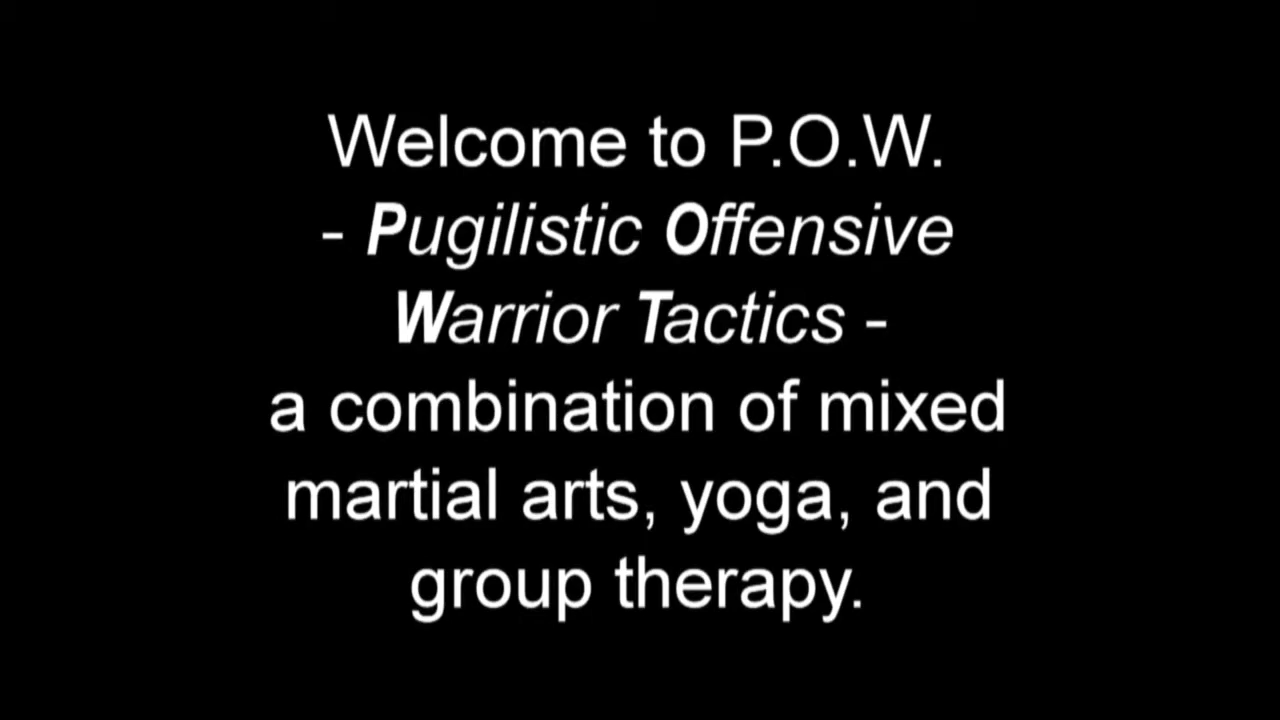 Welcome to P.O.W.
- Pugilistic Offensive
Warrior Tactics -
a combination of mixed
martial arts, yoga, and
group therapy.